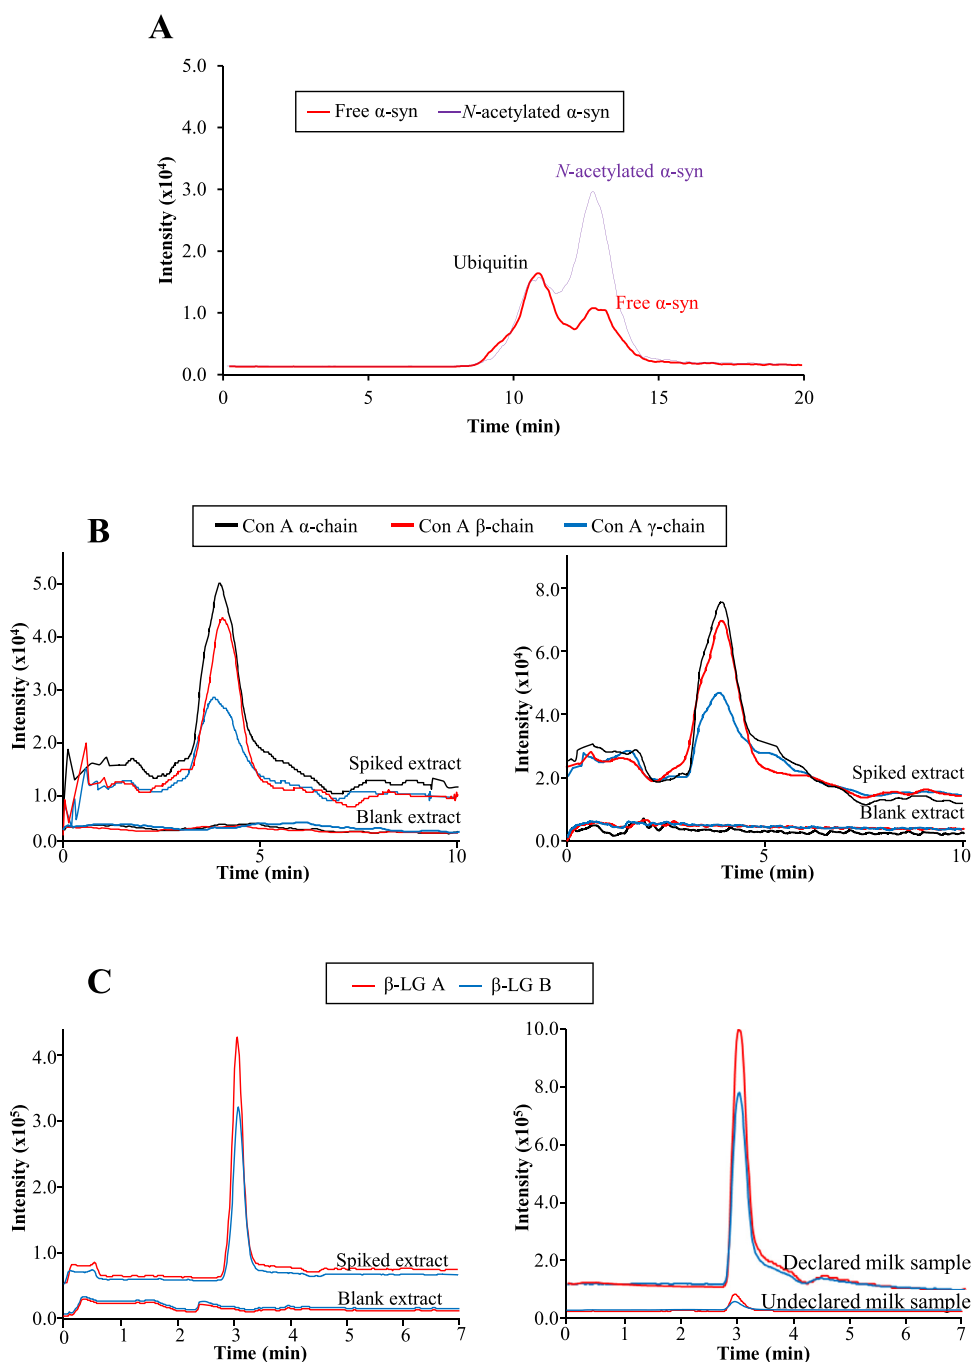 A
5.0
4.0
3.0
2.0
1.0
0.0
Intensity (x10⁴)
Free α-syn N-acetylated α-syn
N-acetylated α-syn
Ubiquitin
Free α-syn
0 5 10 15 20
Time (min)
B
Con A α-chain Con A β-chain Con A γ-chain
5.0
4.0
3.0
2.0
1.0
0.0
Intensity (x10⁴)
Spiked extract
Blank extract
0 5 10
Time (min)
8.0
6.0
4.0
2.0
0.0
Intensity (x10⁴)
Spiked extract
Blank extract
0 5 10
Time (min)
C
β-LG A β-LG B
4.0
3.0
2.0
1.0
0.0
Intensity (x10⁵)
Spiked extract
Blank extract
0 1 2 3 4 5 6 7
Time (min)
10.0
8.0
6.0
4.0
2.0
0.0
Intensity (x10⁵)
Declared milk sample
Undeclared milk sample
0 1 2 3 4 5 6 7
Time (min)